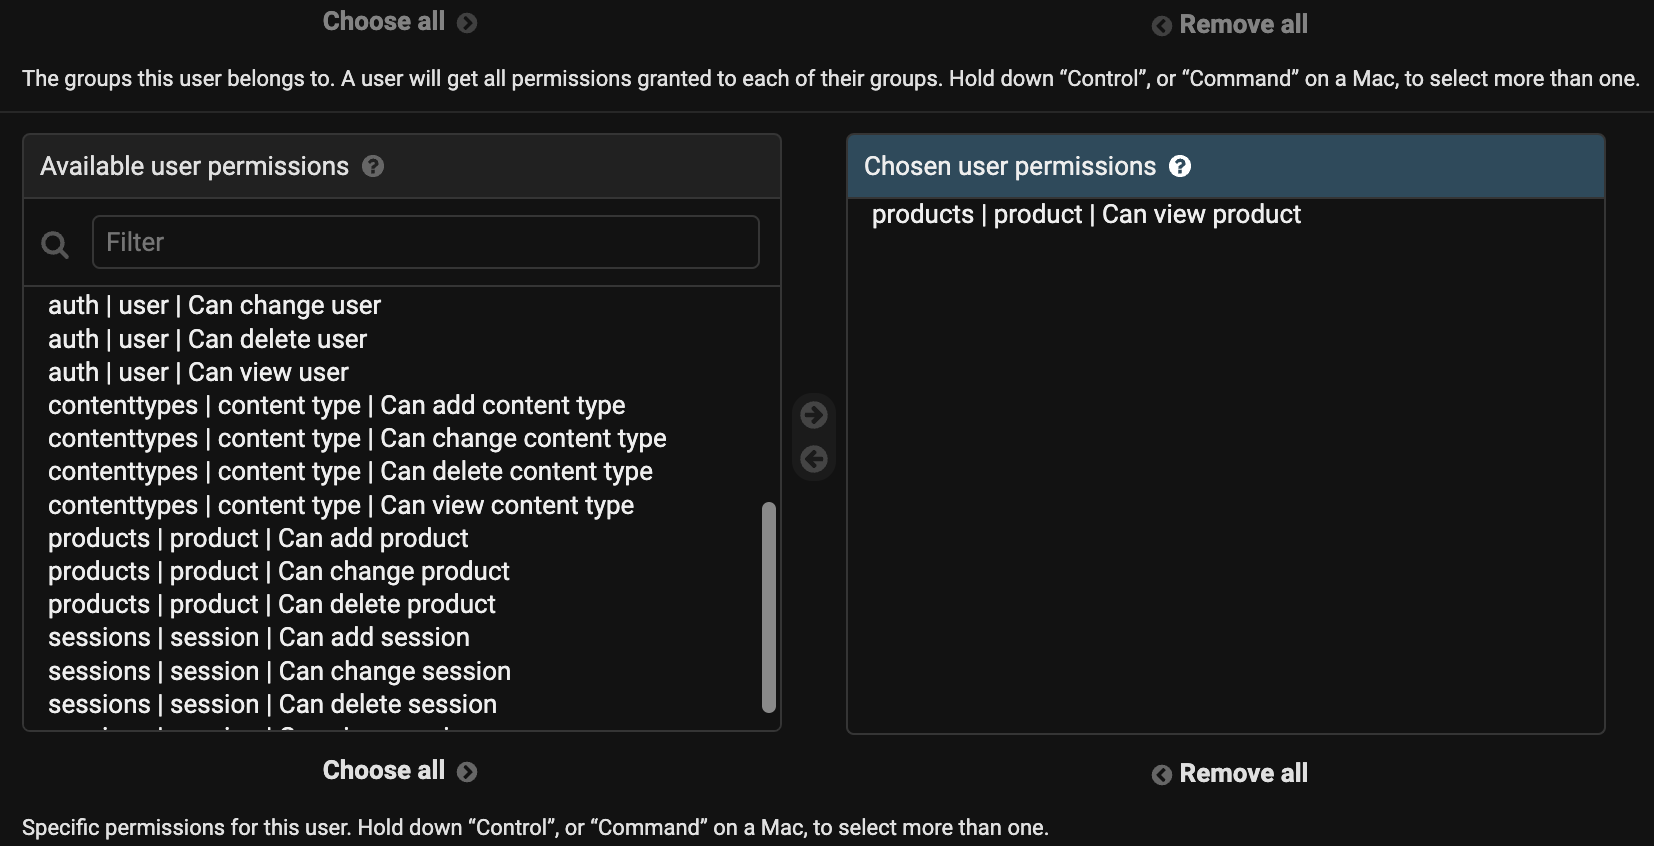 Choose all
Remove all
The groups this user belongs to. A user will get all permissions granted to each of their groups. Hold down “Control”, or “Command” on a Mac, to select more than one.
Available user permissions ?
Filter
auth | user | Can change user
auth | user | Can delete user
auth | user | Can view user
contenttypes | content type | Can add content type
contenttypes | content type | Can change content type
contenttypes | content type | Can delete content type
contenttypes | content type | Can view content type
products | product | Can add product
products | product | Can change product
products | product | Can delete product
sessions | session | Can add session
sessions | session | Can change session
sessions | session | Can delete session
Choose all
Chosen user permissions ?
products | product | Can view product
Remove all
Specific permissions for this user. Hold down “Control”, or “Command” on a Mac, to select more than one.